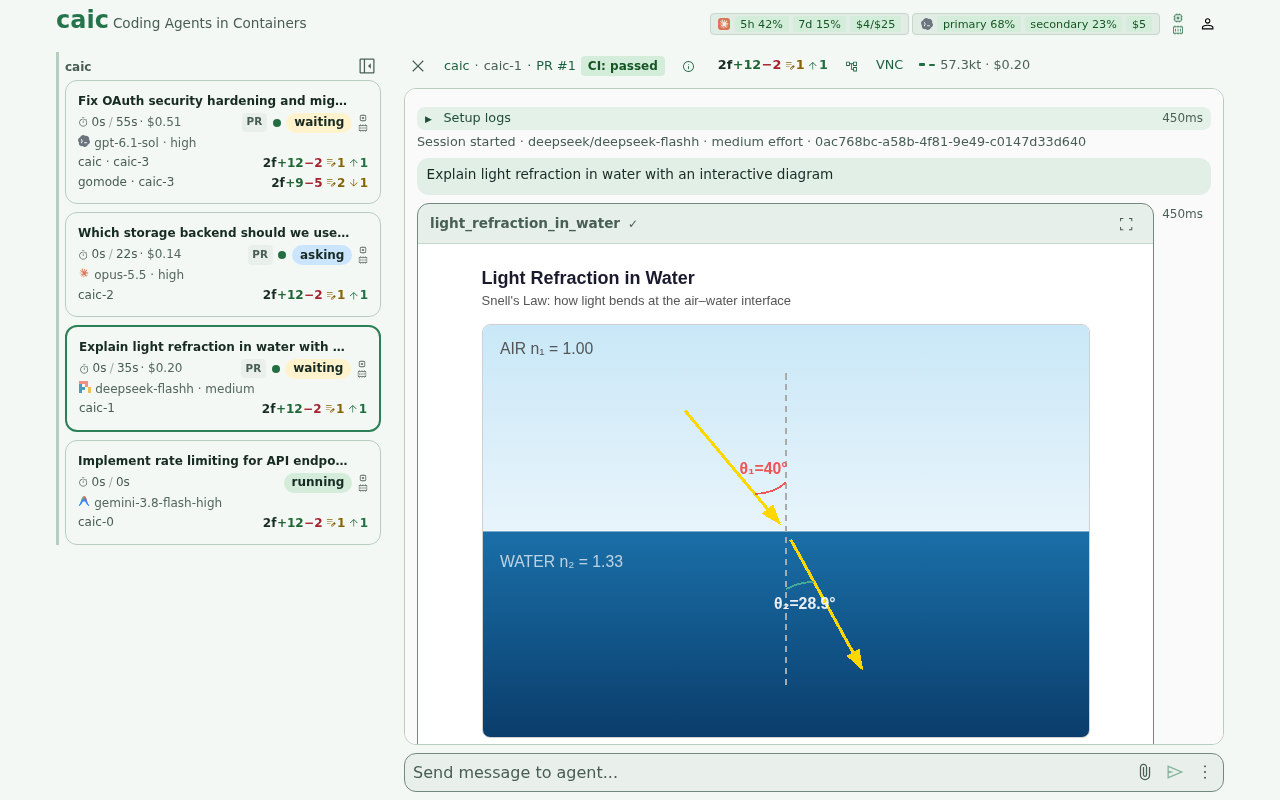 caic Coding Agents in Containers
5h 42% 7d 15% $4/$25
primary 68% secondary 23% $5
caic
Fix OAuth security hardening and mig…
0s / 55s · $0.51 PR waiting
gpt-6.1-sol · high
caic · caic-3 2f+12−2 1 ↑1
gomode · caic-3 2f+9−5 2 ↓1
Which storage backend should we use…
0s / 22s · $0.14 PR asking
opus-5.5 · high
caic-2 2f+12−2 1 ↑1
Explain light refraction in water with …
0s / 35s · $0.20 PR waiting
deepseek-flashh · medium
caic-1 2f+12−2 1 ↑1
Implement rate limiting for API endpo…
0s / 0s running
gemini-3.8-flash-high
caic-0 2f+12−2 1 ↑1
caic · caic-1 · PR #1 CI: passed 2f+12−2 1 ↑1 VNC 57.3kt · $0.20
▸ Setup logs 450ms
Session started · deepseek/deepseek-flashh · medium effort · 0ac768bc-a58b-4f81-9e49-c0147d33d640
Explain light refraction in water with an interactive diagram
light_refraction_in_water ✓ 450ms
Light Refraction in Water
Snell's Law: how light bends at the air–water interface
AIR n₁ = 1.00
θ₁=40°
WATER n₂ = 1.33
θ₂=28.9°
Send message to agent...